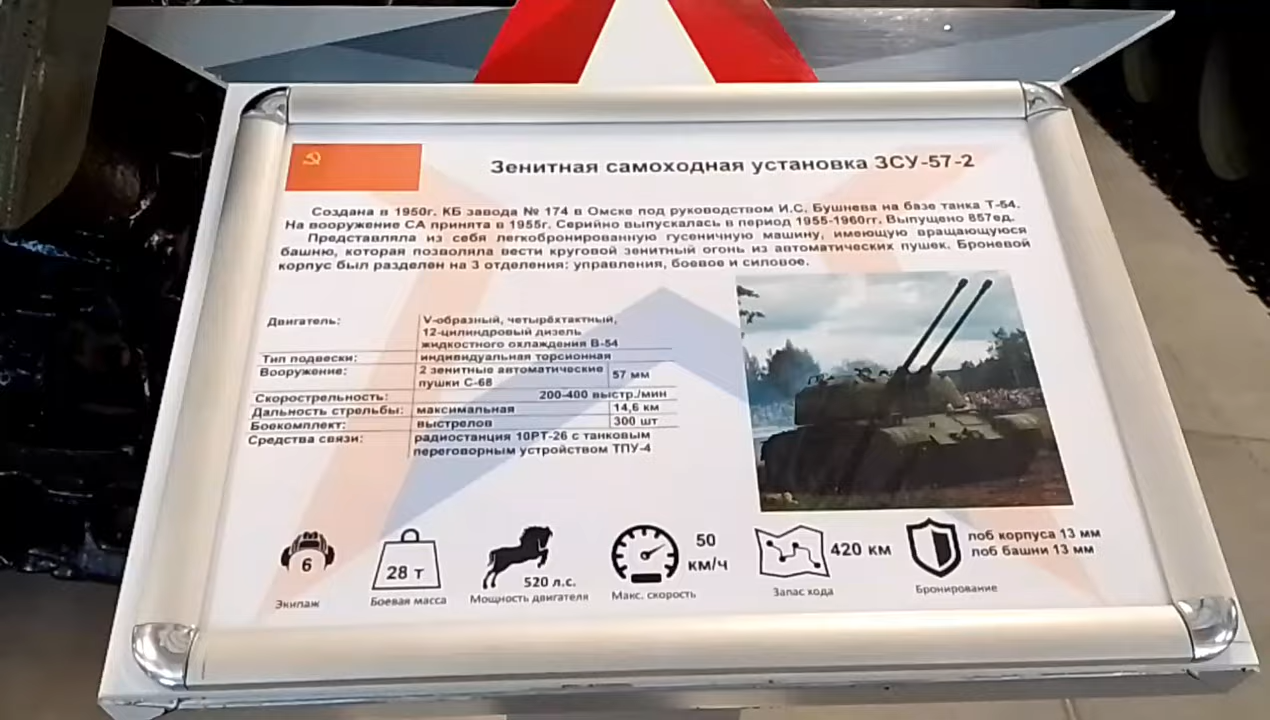 Зенитная самоходная установка ЗСУ-57-2
Создана в 1950г. КБ завода № 174 в Омске под руководством И.С. Бушнева на базе танка Т-54.
На вооружение СА принята в 1955г. Серийно выпускалась в период 1955-1960гг. Выпущено 857ед.
Представляла из себя легкобронированную гусеничную машину, имеющую вращающуюся
башню, которая позволяла вести круговой зенитный огонь из автоматических пушек. Броневой
корпус был разделен на 3 отделения: управления, боевое и силовое.
Двигатель: V-образный, четырёхтактный,
12-цилиндровый дизель
жидкостного охлаждения В-54
Тип подвески: индивидуальная торсионная
Вооружение: 2 зенитные автоматические
пушки С-68 57 мм
Скорострельность: 200-400 выстр./мин
Дальность стрельбы: максимальная 14,6 км
Боекомплект: выстрелов 300 шт
Средства связи: радиостанция 10РТ-26 с танковым
переговорным устройством ТПУ-4
6
Экипаж
28 т
Боевая масса
520 л.с.
Мощность двигателя
50
км/ч
Макс. скорость
420 км
Запас хода
лоб корпуса 13 мм
лоб башни 13 мм
Бронирование